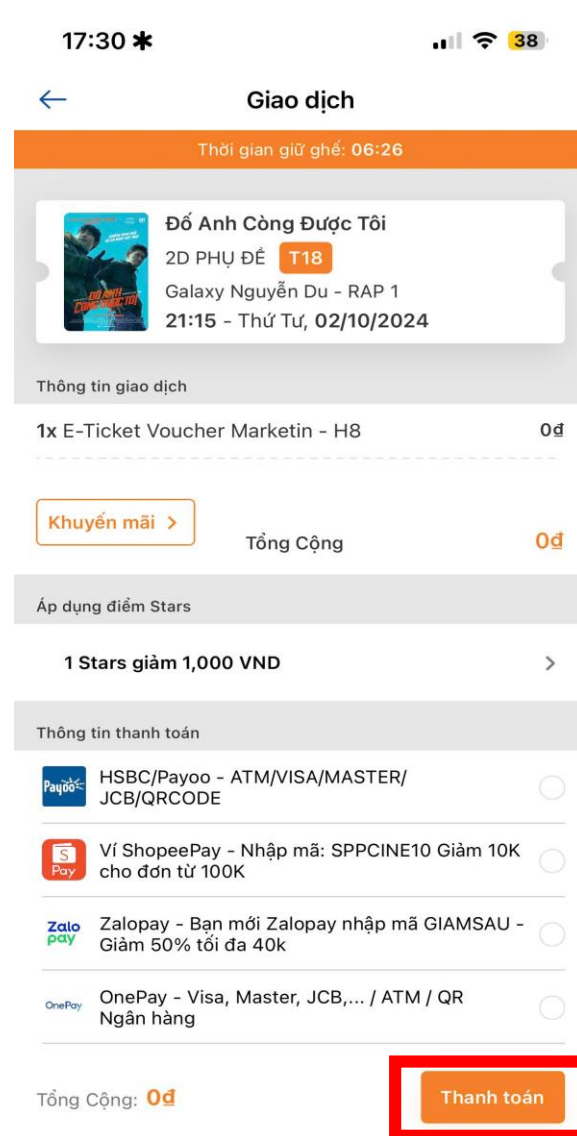 17:30 ✱
38
Giao dịch
Thời gian giữ ghế: 06:26
Đố Anh Còng Được Tôi
2D PHỤ ĐỀ T18
Galaxy Nguyễn Du - RAP 1
21:15 - Thứ Tư, 02/10/2024
ĐỐ ANH
CÒNG ĐƯỢC TÔI
Thông tin giao dịch
1x E-Ticket Voucher Marketin - H8 0₫
Khuyến mãi >
Tổng Cộng 0₫
Áp dụng điểm Stars
1 Stars giảm 1,000 VND >
Thông tin thanh toán
Payoo
HSBC/Payoo - ATM/VISA/MASTER/
JCB/QRCODE
S
Pay
Ví ShopeePay - Nhập mã: SPPCINE10 Giảm 10K
cho đơn từ 100K
Zalo
pay
Zalopay - Bạn mới Zalopay nhập mã GIAMSAU -
Giảm 50% tối đa 40k
OnePay
OnePay - Visa, Master, JCB,... / ATM / QR
Ngân hàng
Tổng Cộng: 0₫
Thanh toán